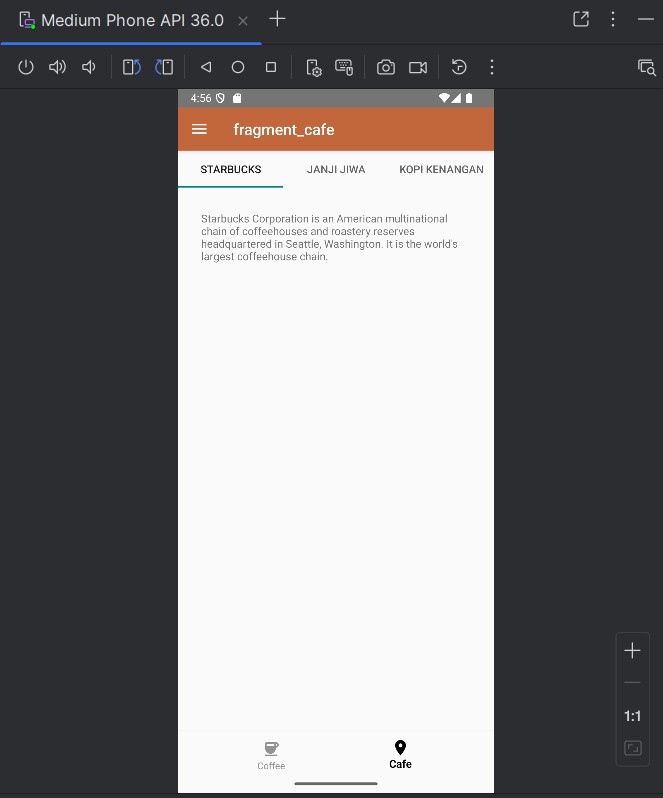 Medium Phone API 36.0
4:56
fragment_cafe
STARBUCKS
JANJI JIWA
KOPI KENANGAN
Starbucks Corporation is an American multinational
chain of coffeehouses and roastery reserves
headquartered in Seattle, Washington. It is the world's
largest coffeehouse chain.
1:1
Coffee
Cafe